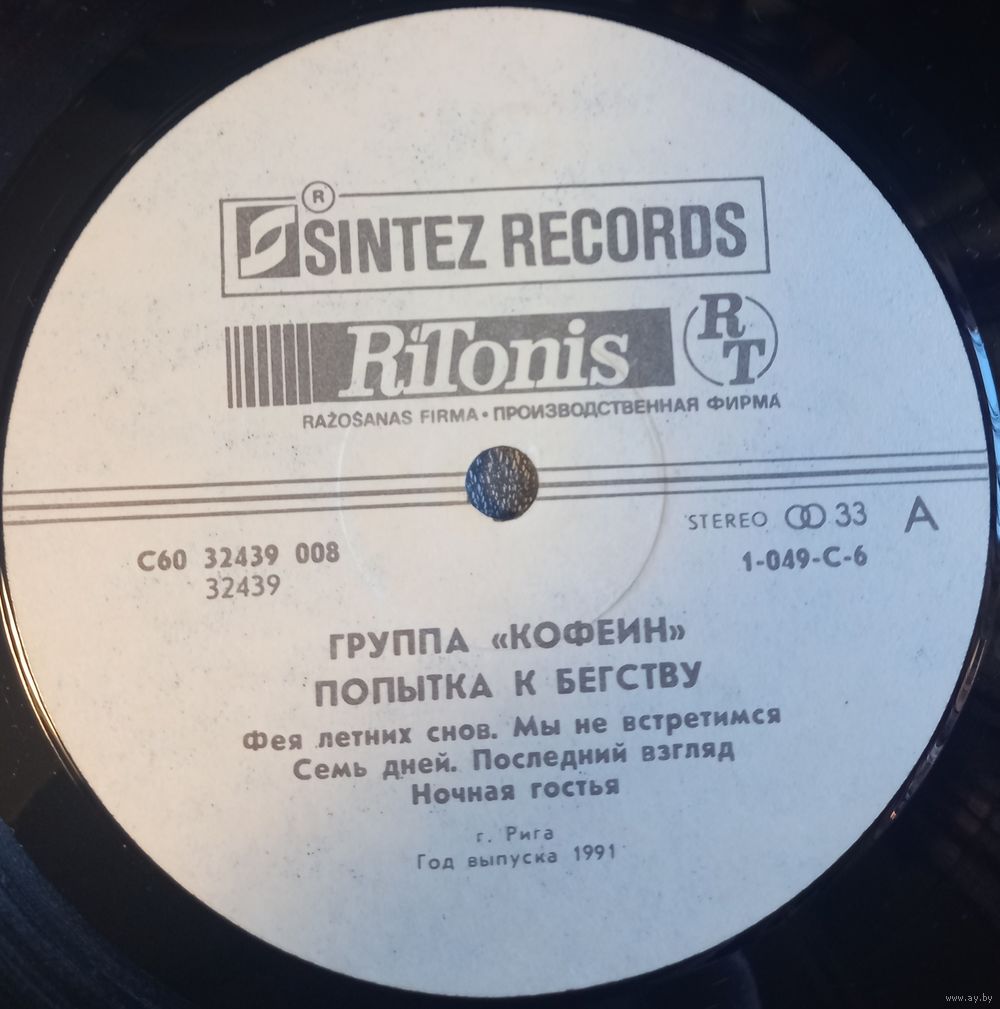 ®
SINTEZ RECORDS
RiTonis
RT
RAŽOŠANAS FIRMA • ПРОИЗВОДСТВЕННАЯ ФИРМА
STEREO 33 A
С60 32439 008
1-049-С-6
32439
ГРУППА «КОФЕИН»
ПОПЫТКА К БЕГСТВУ
Фея летних снов. Мы не встретимся
Семь дней. Последний взгляд
Ночная гостья
г. Рига
Год выпуска 1991
www.ay.by